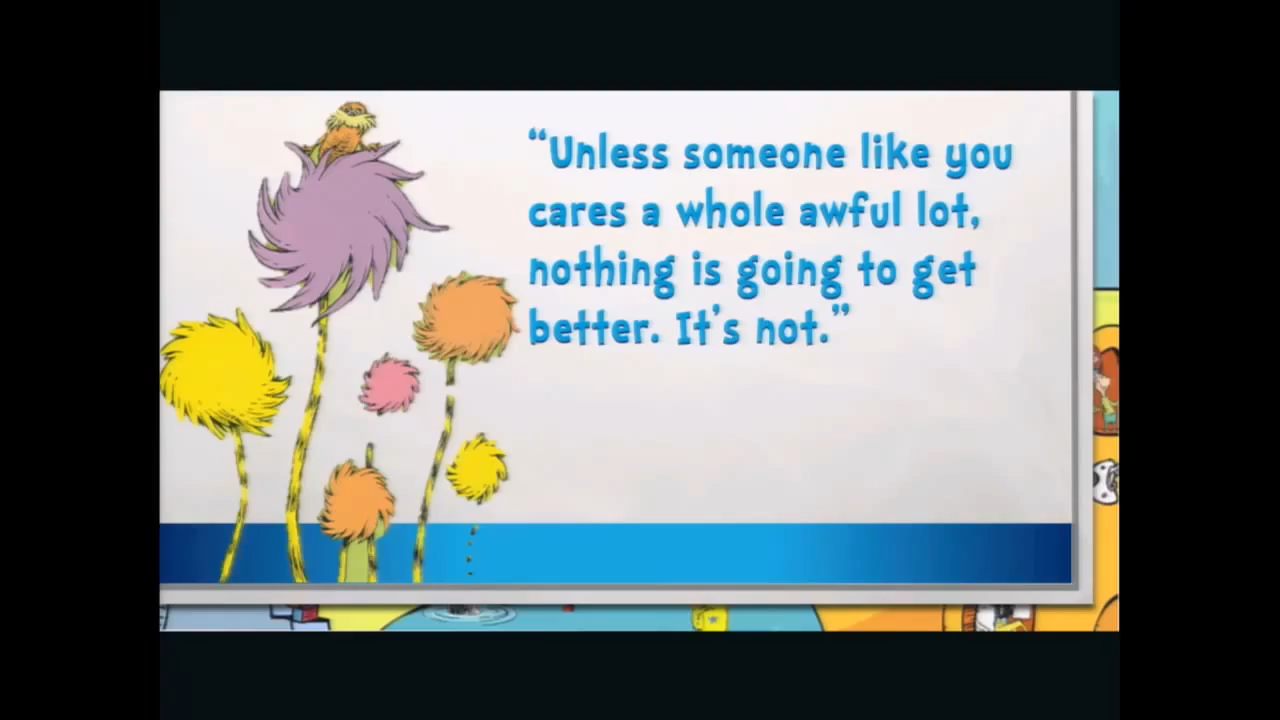 “Unless someone like you
cares a whole awful lot,
nothing is going to get
better. It’s not.”